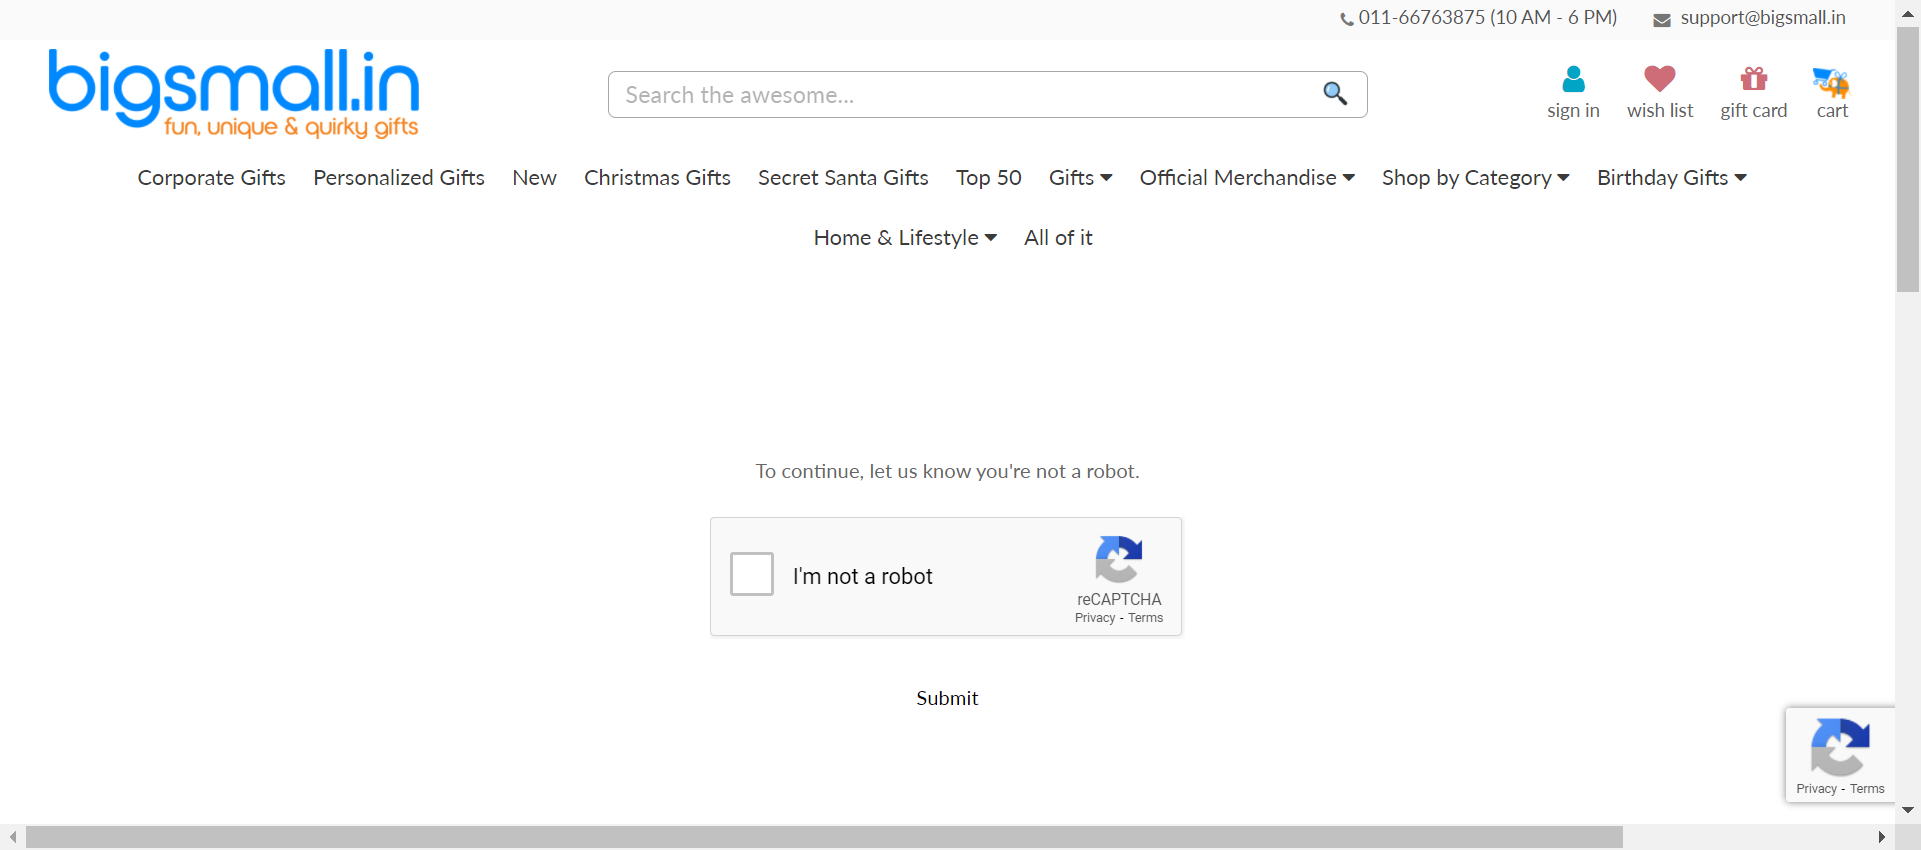 011-66763875 (10 AM - 6 PM) support@bigsmall.in
bigsmall.in
fun, unique & quirky gifts
Search the awesome...
sign in wish list gift card cart
Corporate Gifts Personalized Gifts New Christmas Gifts Secret Santa Gifts Top 50 Gifts Official Merchandise Shop by Category Birthday Gifts
Home & Lifestyle All of it
To continue, let us know you're not a robot.
I'm not a robot
reCAPTCHA
Privacy - Terms
Submit
Privacy - Terms